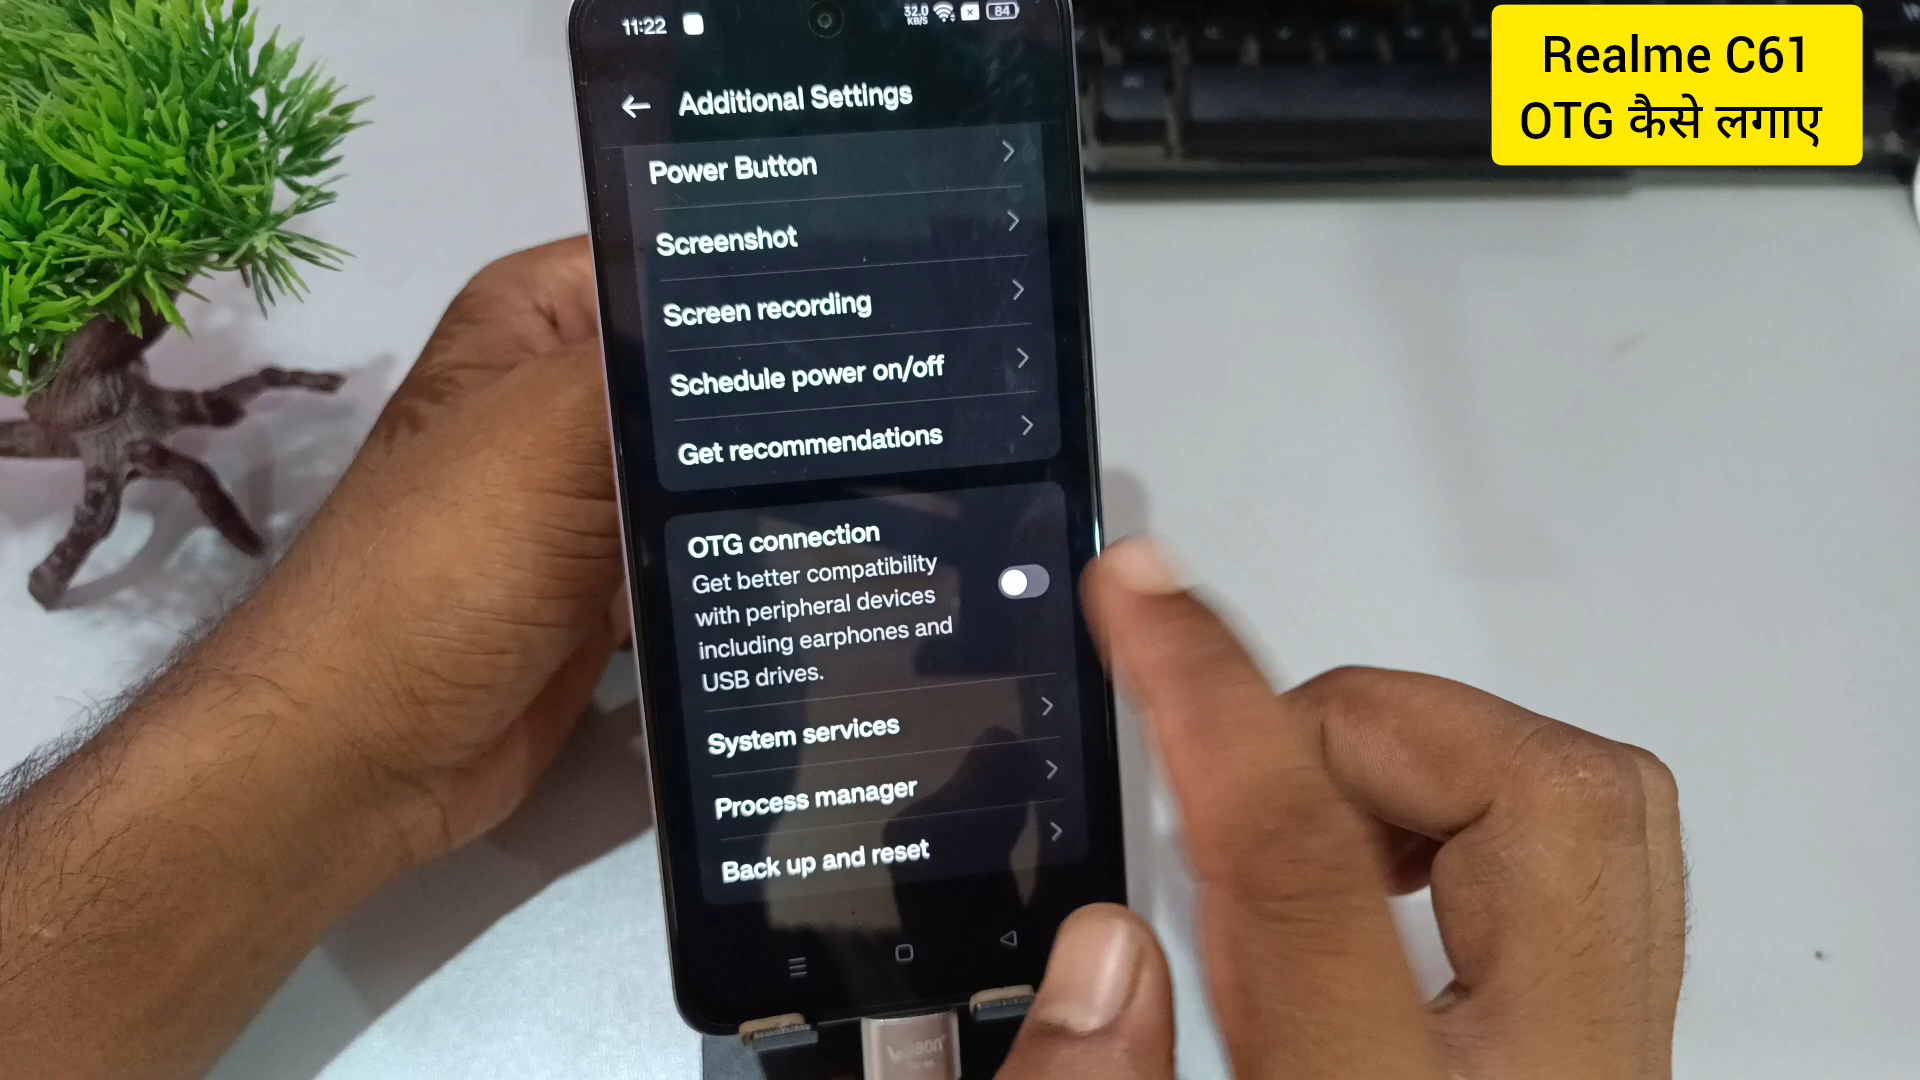 11:22
32.0
KB/S
84
Realme C61
OTG कैसे लगाए
Additional Settings
Power Button
Screenshot
Screen recording
Schedule power on/off
Get recommendations
OTG connection
Get better compatibility
with peripheral devices
including earphones and
USB drives.
System services
Process manager
Back up and reset